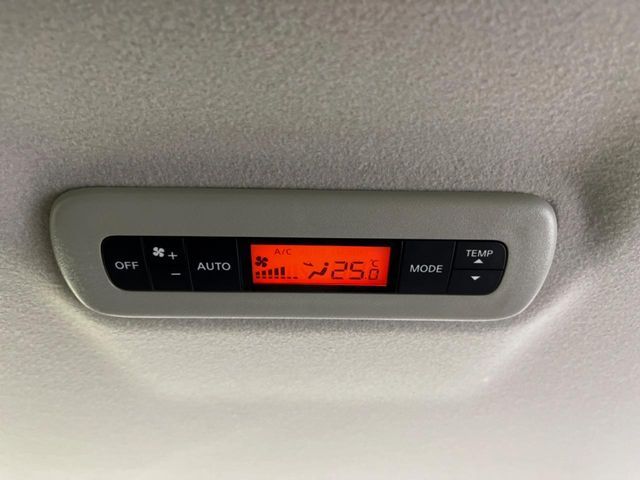 OFF
+
−
AUTO
A/C
25.0
°C
MODE
TEMP